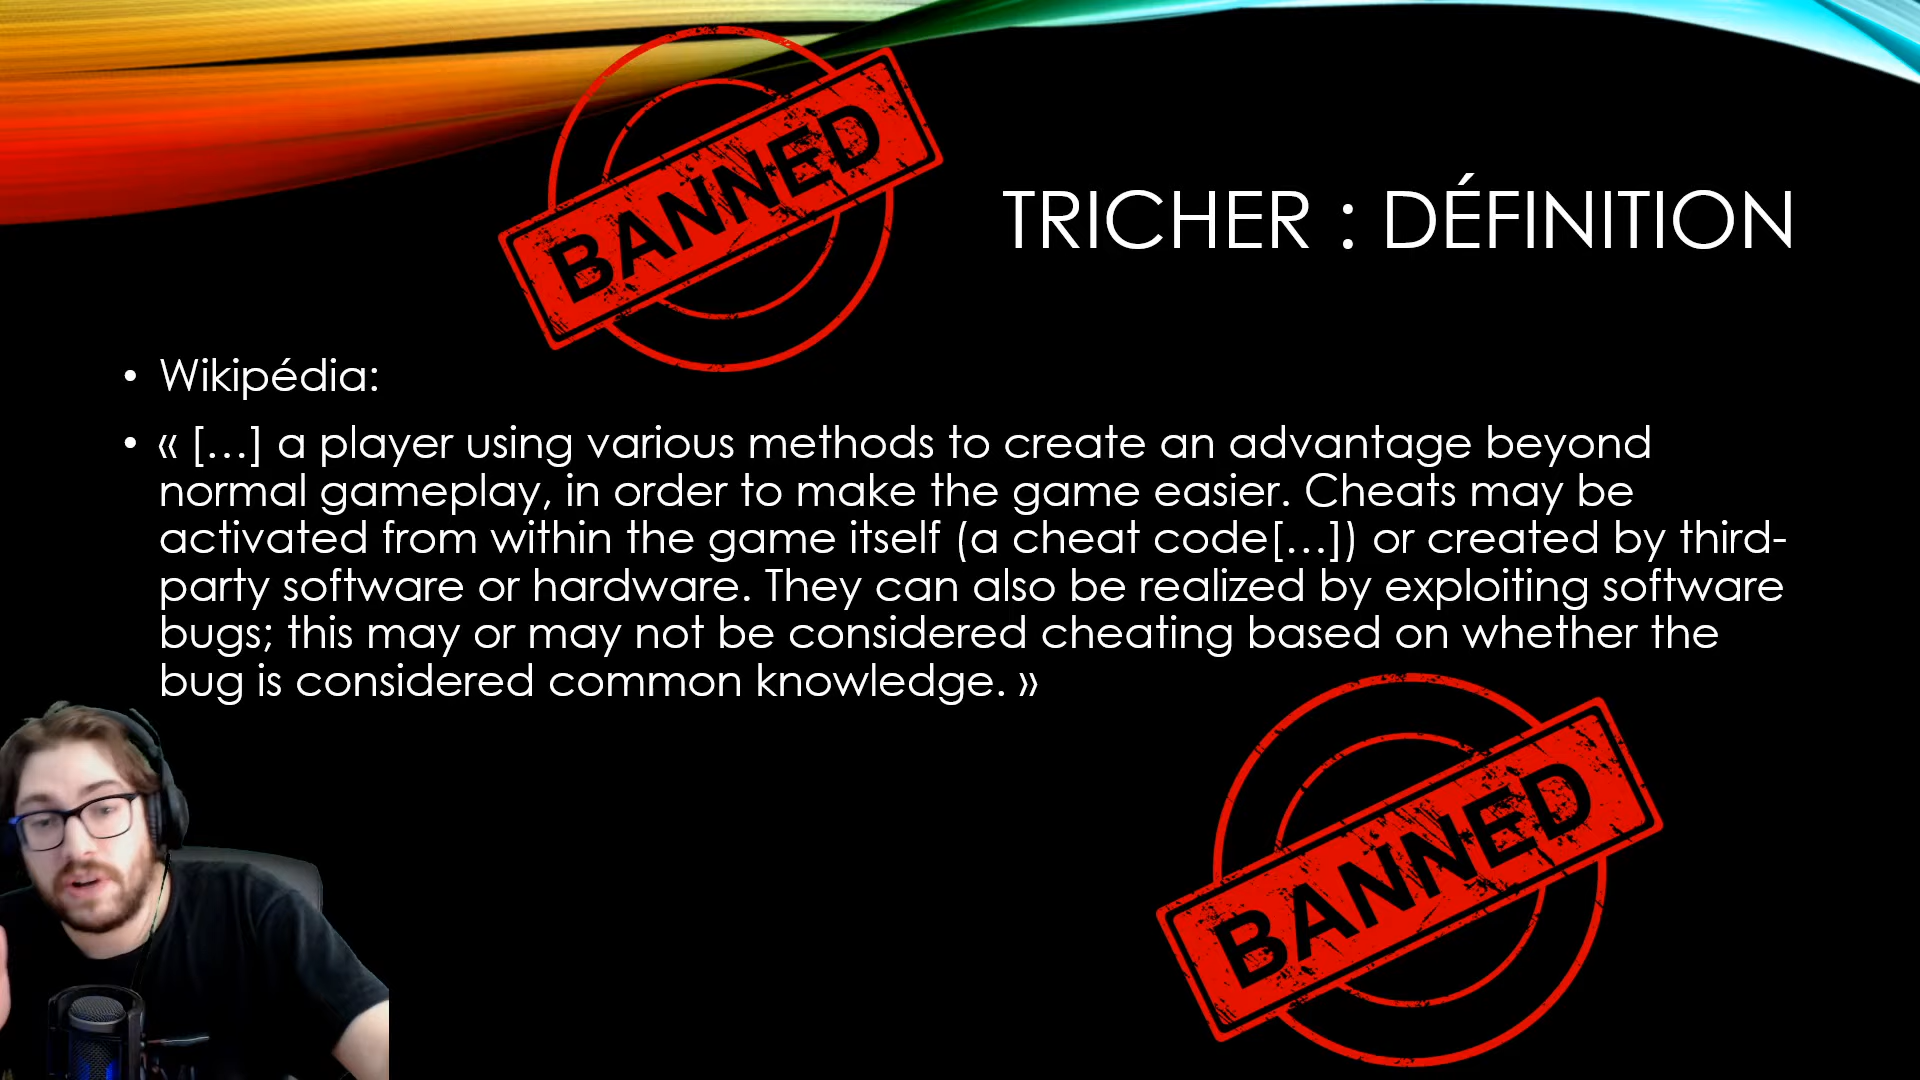 BANNED
TRICHER : DÉFINITION
• Wikipédia:
• « [...] a player using various methods to create an advantage beyond
normal gameplay, in order to make the game easier. Cheats may be
activated from within the game itself (a cheat code[...]) or created by third-
party software or hardware. They can also be realized by exploiting software
bugs; this may or may not be considered cheating based on whether the
bug is considered common knowledge. »
BANNED